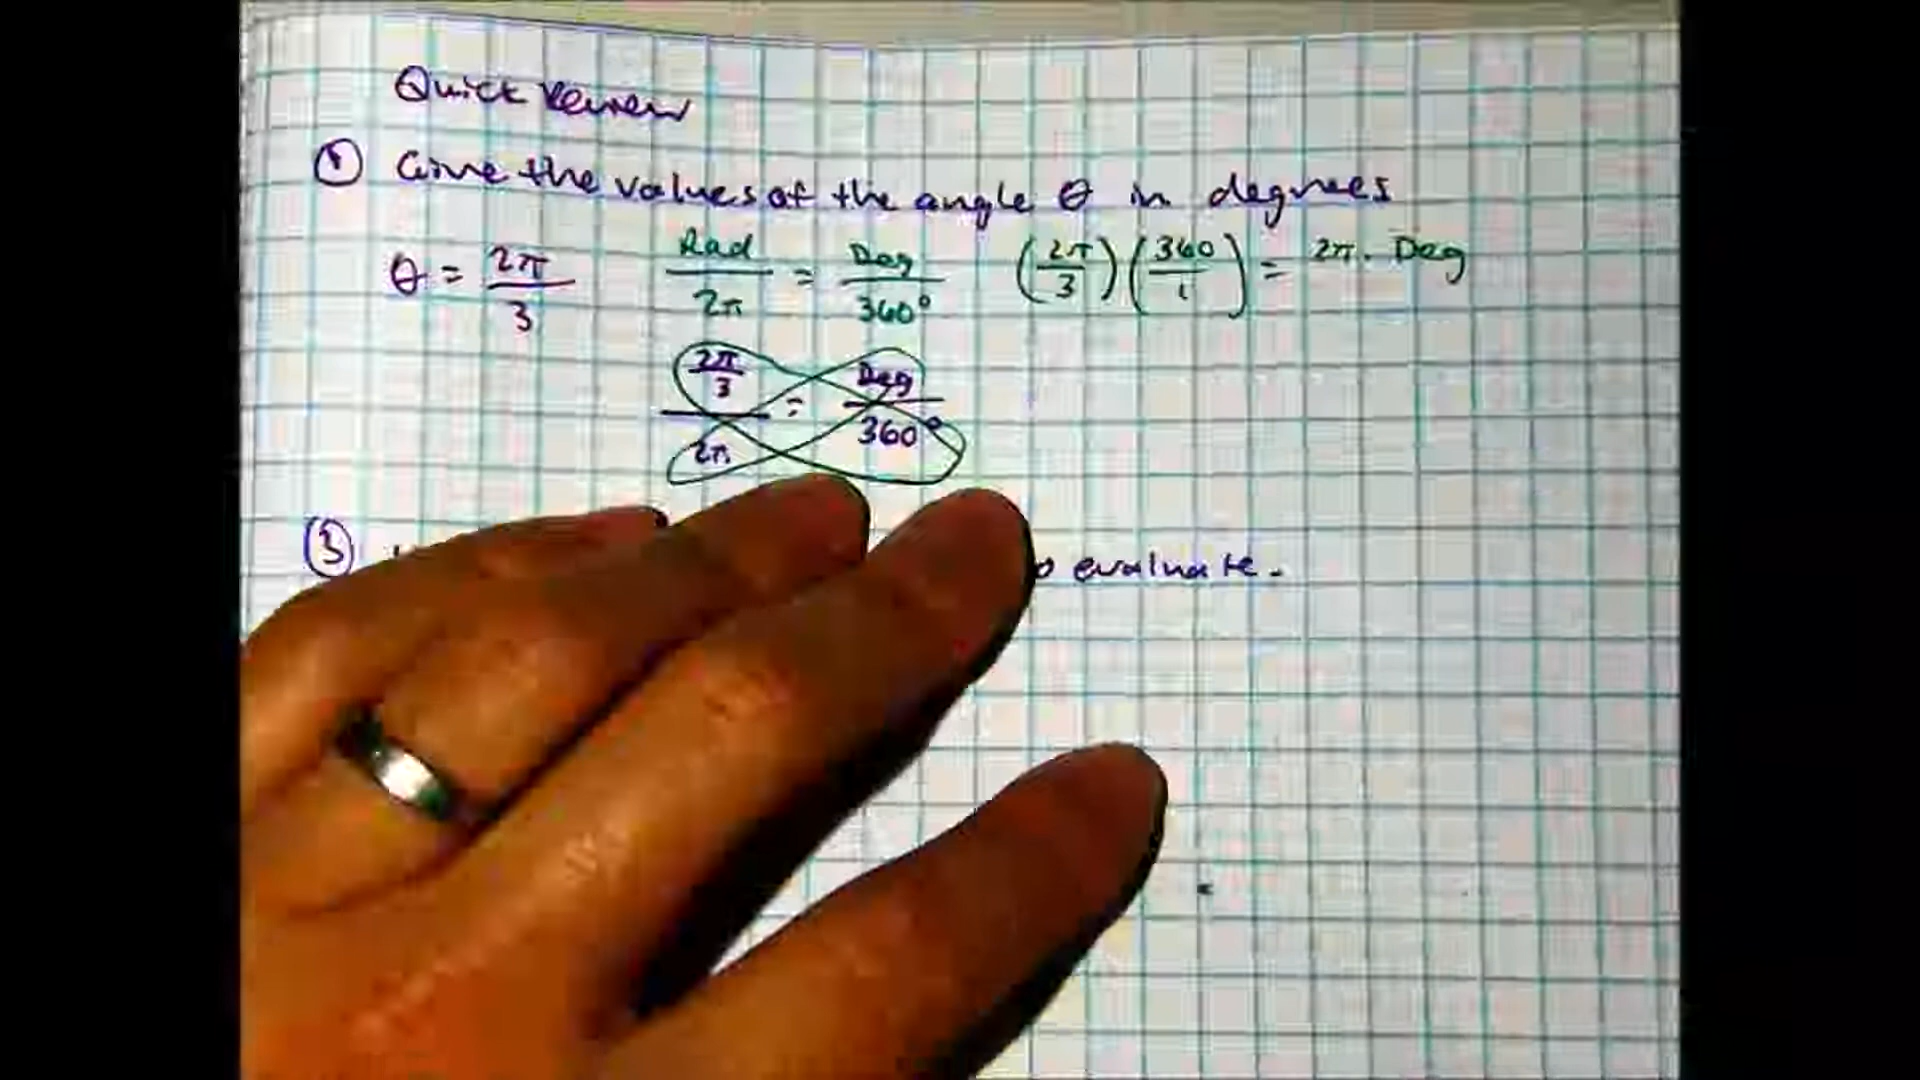 Quick Review
① Give the values of the angle θ in degrees
θ = 2π/3 Rad/2π = Deg/360° (2π/3)(360/1) = 2π. Deg
2π/3 / 2π = Deg/360°
③ evaluate.